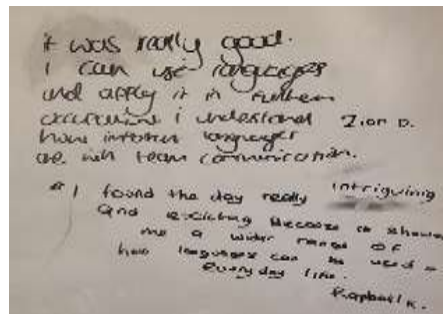 it was really good.
I can use languages
and apply it in further
occasions i understand Zion D.
how important languages
are with team communication.
"I found the day really intriguing
and exciting because it showed
me a wider range of
how languages can be used -
everyday life.
Raphael K.